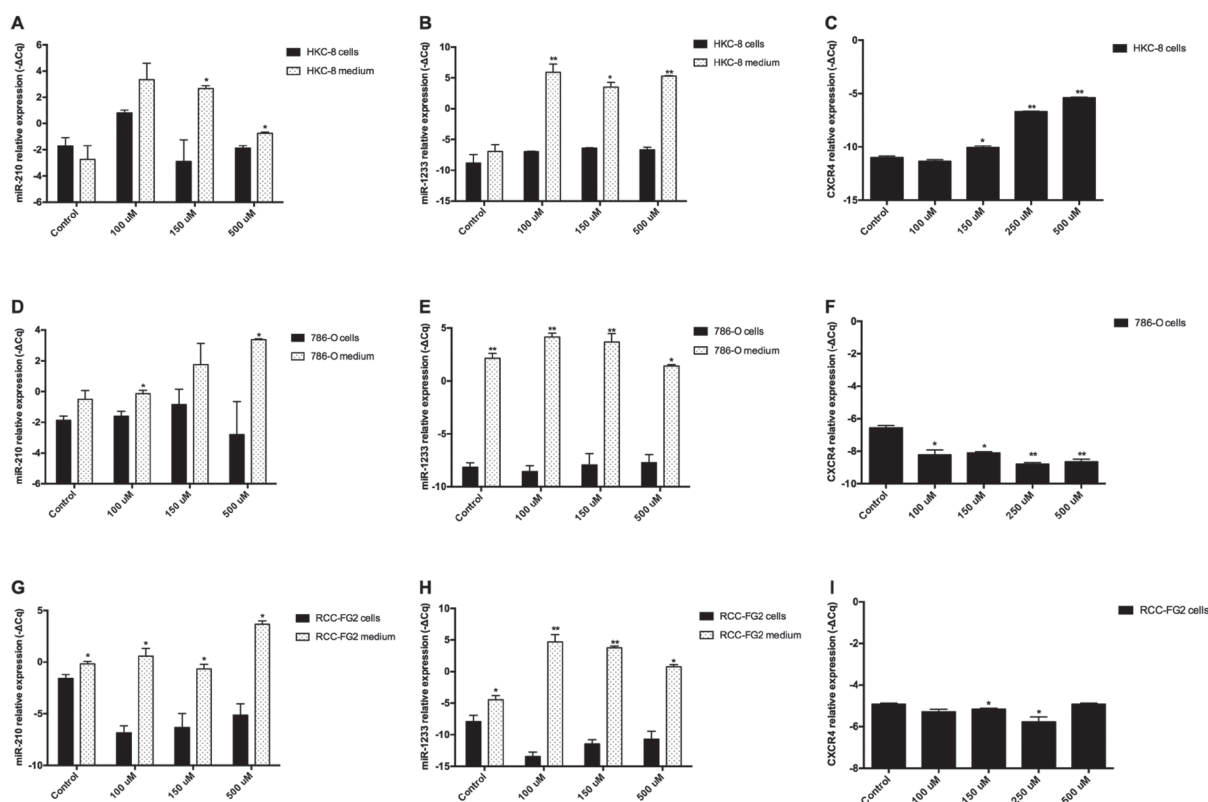 A
miR-210 relative expression (-ΔCq)
6
4
2
0
-2
-4
-6
Control
100 uM
150 uM
500 uM
*
*
HKC-8 cells
HKC-8 medium
B
miR-1233 relative expression (-ΔCq)
10
5
0
-5
-10
-15
Control
100 uM
150 uM
500 uM
**
*
**
HKC-8 cells
HKC-8 medium
C
CXCR4 relative expression (-ΔCq)
0
-5
-10
-15
Control
100 uM
150 uM
250 uM
500 uM
*
**
**
HKC-8 cells
D
miR-210 relative expression (-ΔCq)
4
2
0
-2
-4
-6
Control
100 uM
150 uM
500 uM
*
*
786-O cells
786-O medium
E
miR-1233 relative expression (-ΔCq)
5
0
-5
-10
Control
100 uM
150 uM
500 uM
**
**
**
*
786-O cells
786-O medium
F
CXCR4 relative expression (-ΔCq)
0
-2
-4
-6
-8
-10
Control
100 uM
150 uM
250 uM
500 uM
*
*
**
**
786-O cells
G
miR-210 relative expression (-ΔCq)
5
0
-5
-10
Control
100 uM
150 uM
500 uM
*
*
*
*
RCC-FG2 cells
RCC-FG2 medium
H
miR-1233 relative expression (-ΔCq)
10
5
0
-5
-10
-15
Control
100 uM
150 uM
500 uM
*
**
**
*
RCC-FG2 cells
RCC-FG2 medium
I
CXCR4 relative expression (-ΔCq)
0
-2
-4
-6
-8
Control
100 uM
150 uM
250 uM
500 uM
*
*
RCC-FG2 cells